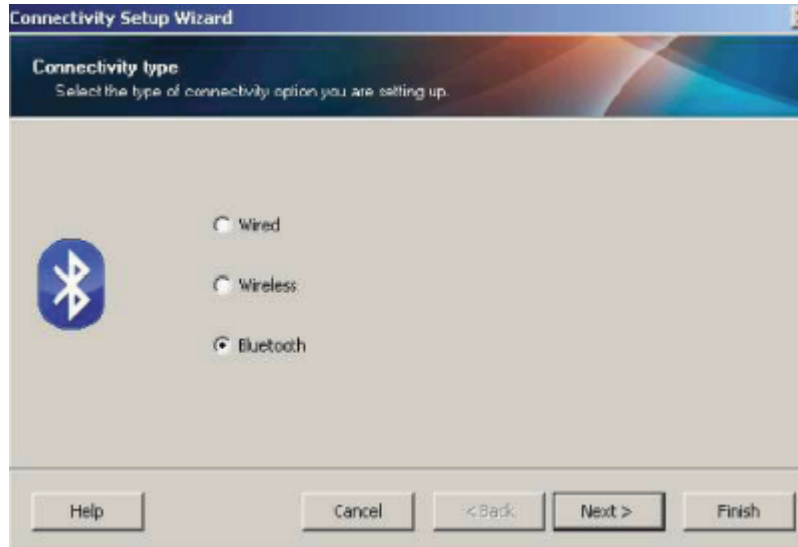 Connectivity Setup Wizard
Connectivity type
Select the type of connectivity option you are setting up.
Wired
Wireless
Bluetooth
Help
Cancel
< Back
Next >
Finish